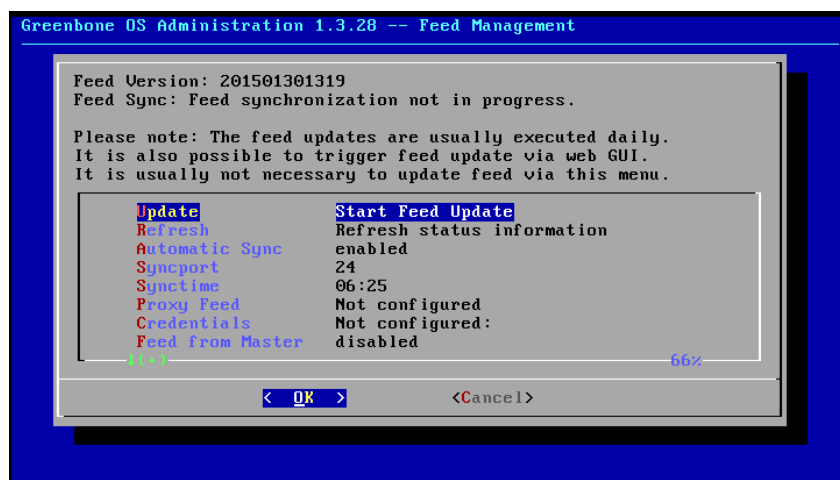 Greenbone OS Administration 1.3.28 -- Feed Management
Feed Version: 201501301319
Feed Sync: Feed synchronization not in progress.
Please note: The feed updates are usually executed daily.
It is also possible to trigger feed update via web GUI.
It is usually not necessary to update feed via this menu.
Update Start Feed Update
Refresh Refresh status information
Automatic Sync enabled
Syncport 24
Synctime 06:25
Proxy Feed Not configured
Credentials Not configured:
Feed from Master disabled
↓(+) 66%
< OK > <Cancel>